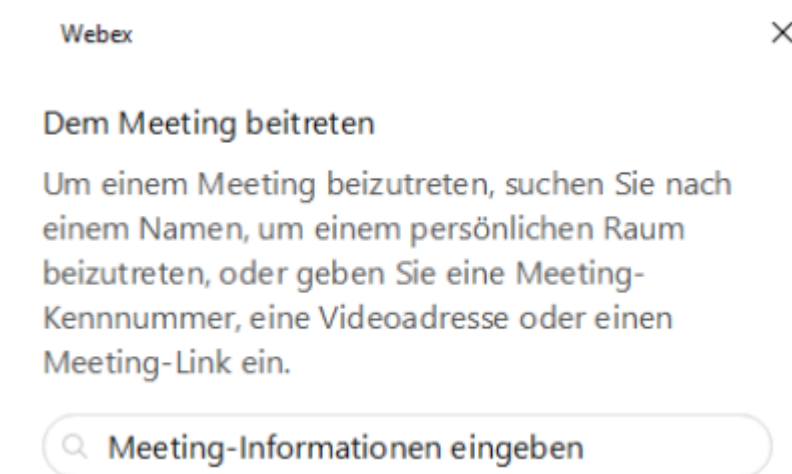 Webex
Dem Meeting beitreten
Um einem Meeting beizutreten, suchen Sie nach
einem Namen, um einem persönlichen Raum
beizutreten, oder geben Sie eine Meeting-
Kennnummer, eine Videoadresse oder einen
Meeting-Link ein.
Meeting-Informationen eingeben